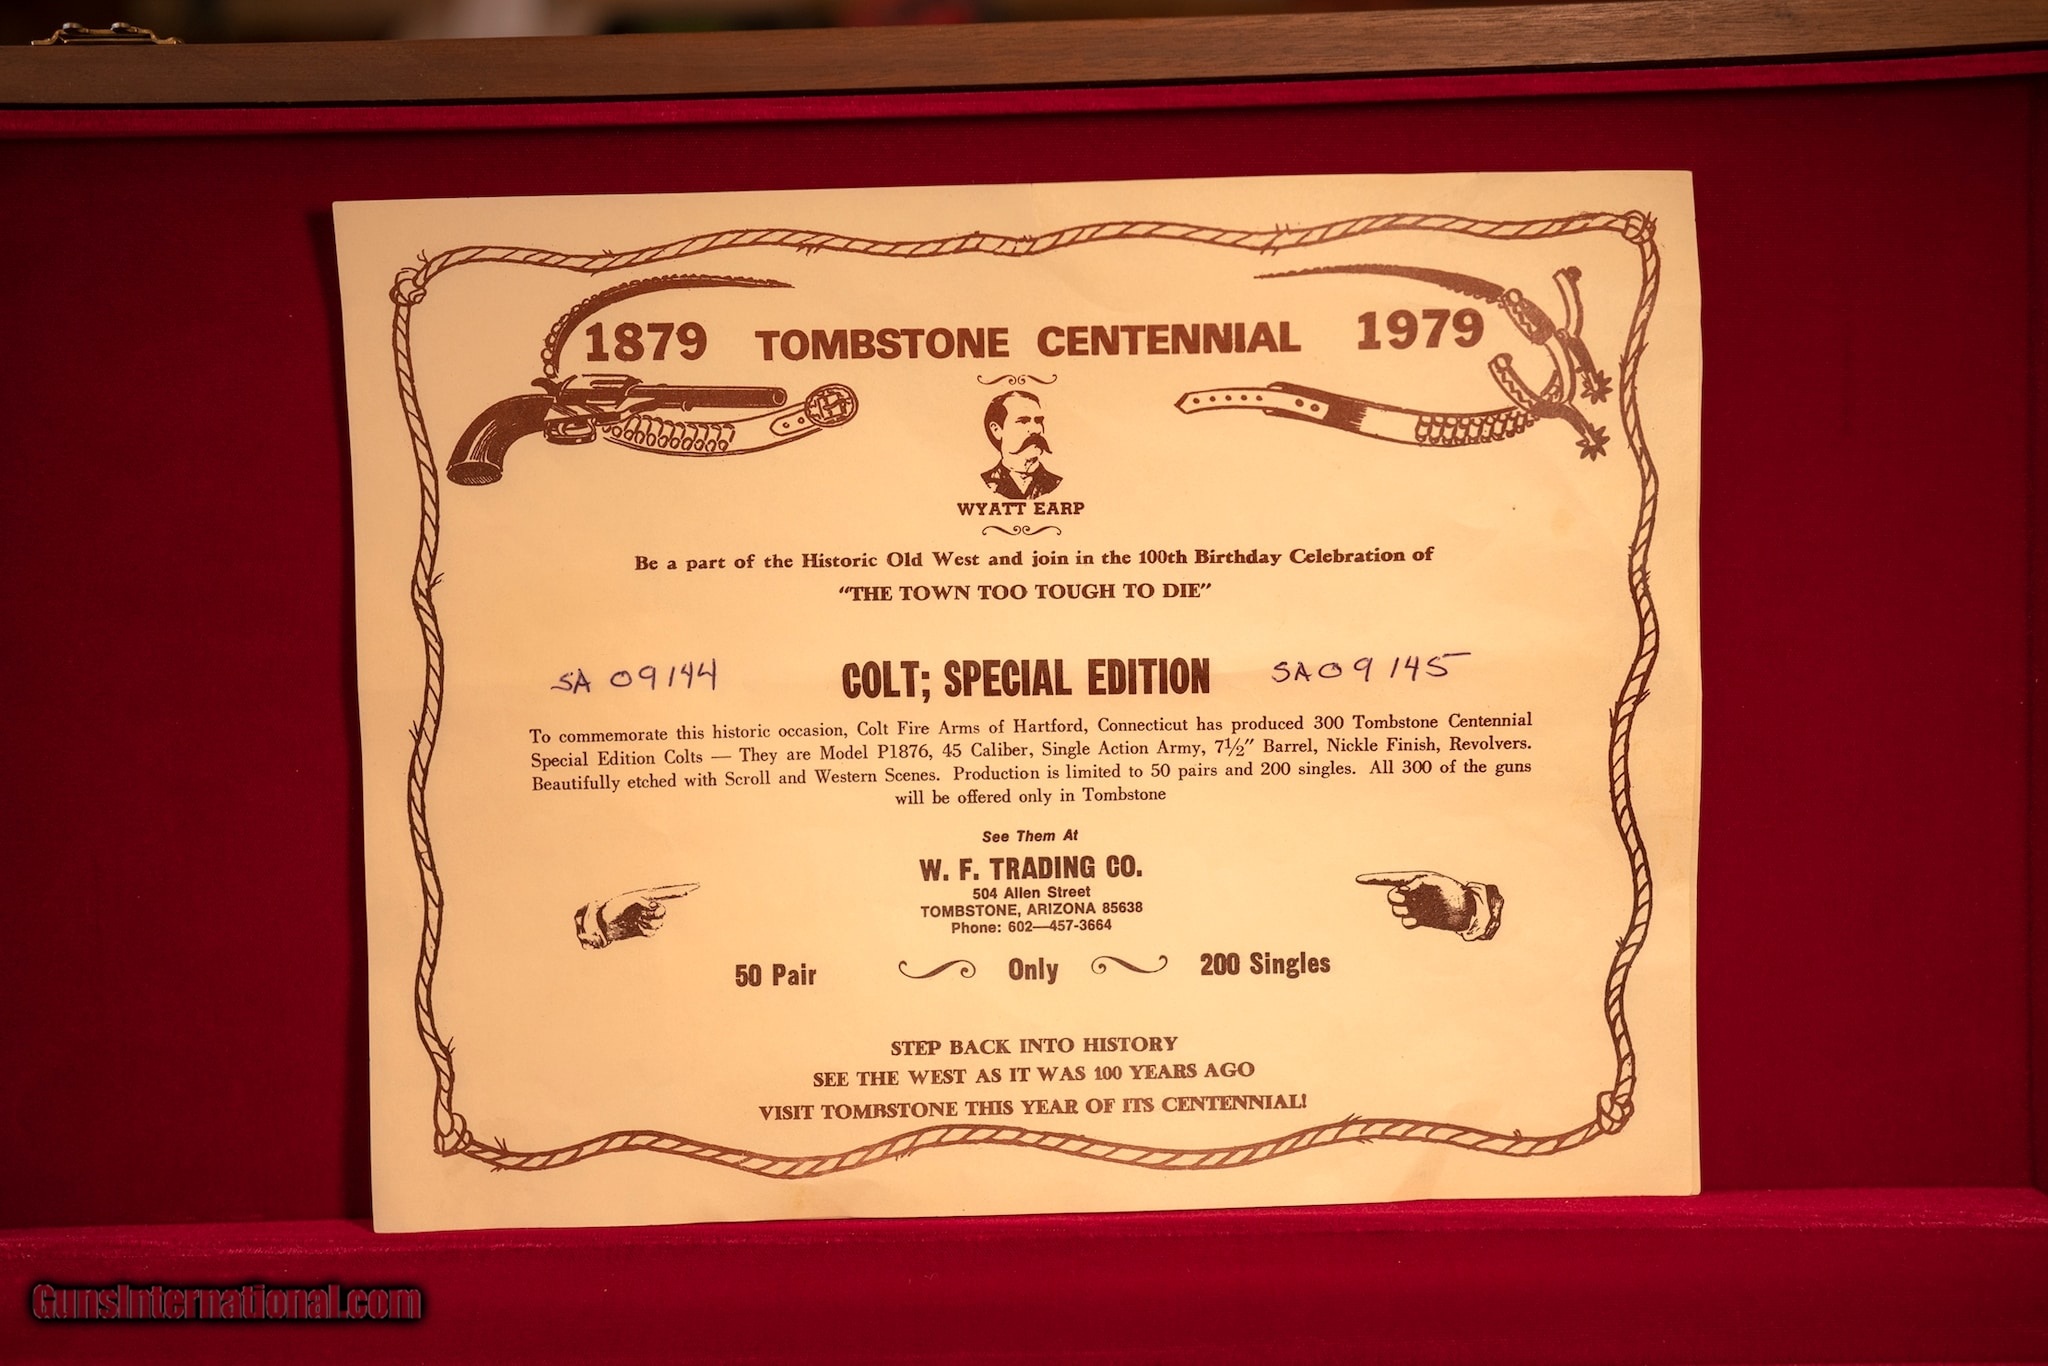 1879 TOMBSTONE CENTENNIAL 1979
WYATT EARP
Be a part of the Historic Old West and join in the 100th Birthday Celebration of
"THE TOWN TOO TOUGH TO DIE"
SA 09144 COLT; SPECIAL EDITION SA09145
To commemorate this historic occasion, Colt Fire Arms of Hartford, Connecticut has produced 300 Tombstone Centennial
Special Edition Colts — They are Model P1876, 45 Caliber, Single Action Army, 7½" Barrel, Nickle Finish, Revolvers.
Beautifully etched with Scroll and Western Scenes. Production is limited to 50 pairs and 200 singles. All 300 of the guns
will be offered only in Tombstone
See Them At
W. F. TRADING CO.
504 Allen Street
TOMBSTONE, ARIZONA 85638
Phone: 602—457-3664
50 Pair Only 200 Singles
STEP BACK INTO HISTORY
SEE THE WEST AS IT WAS 100 YEARS AGO
VISIT TOMBSTONE THIS YEAR OF ITS CENTENNIAL!
GunsInternational.com